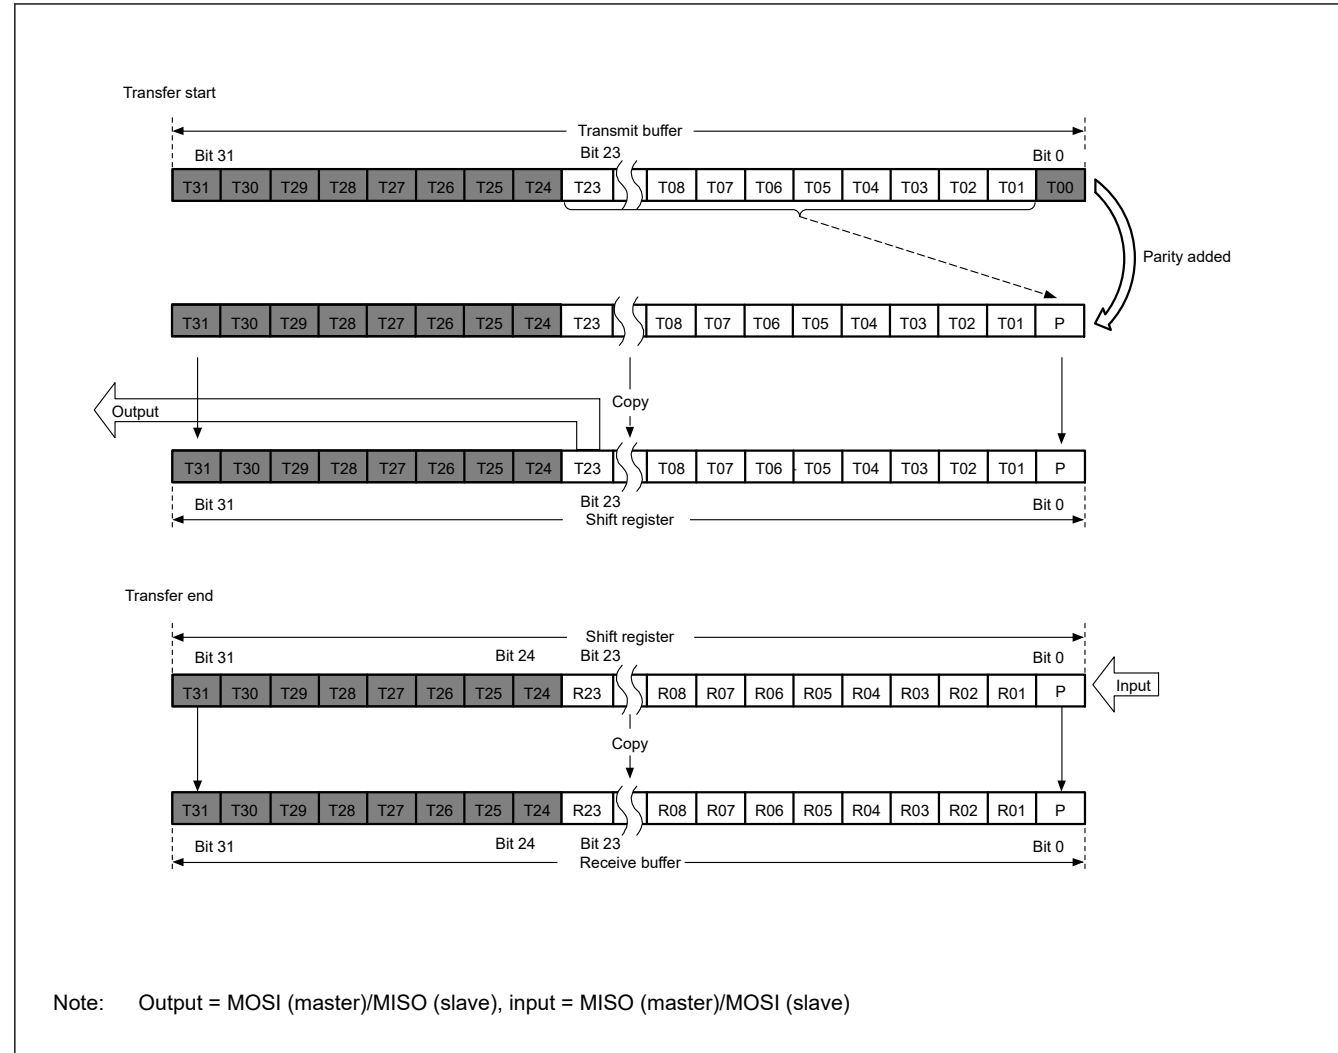 Transfer start
Transmit buffer
Bit 31 Bit 23 Bit 0
T31 T30 T29 T28 T27 T26 T25 T24 T23 T08 T07 T06 T05 T04 T03 T02 T01 T00
Parity added
T31 T30 T29 T28 T27 T26 T25 T24 T23 T08 T07 T06 T05 T04 T03 T02 T01 P
Copy
Output
T31 T30 T29 T28 T27 T26 T25 T24 T23 T08 T07 T06 T05 T04 T03 T02 T01 P
Bit 31 Bit 23 Bit 0
Shift register
Transfer end
Shift register
Bit 31 Bit 24 Bit 23 Bit 0
T31 T30 T29 T28 T27 T26 T25 T24 R23 R08 R07 R06 R05 R04 R03 R02 R01 P
Input
Copy
T31 T30 T29 T28 T27 T26 T25 T24 R23 R08 R07 R06 R05 R04 R03 R02 R01 P
Bit 31 Bit 24 Bit 23 Bit 0
Receive buffer
Note: Output = MOSI (master)/MISO (slave), input = MISO (master)/MOSI (slave)